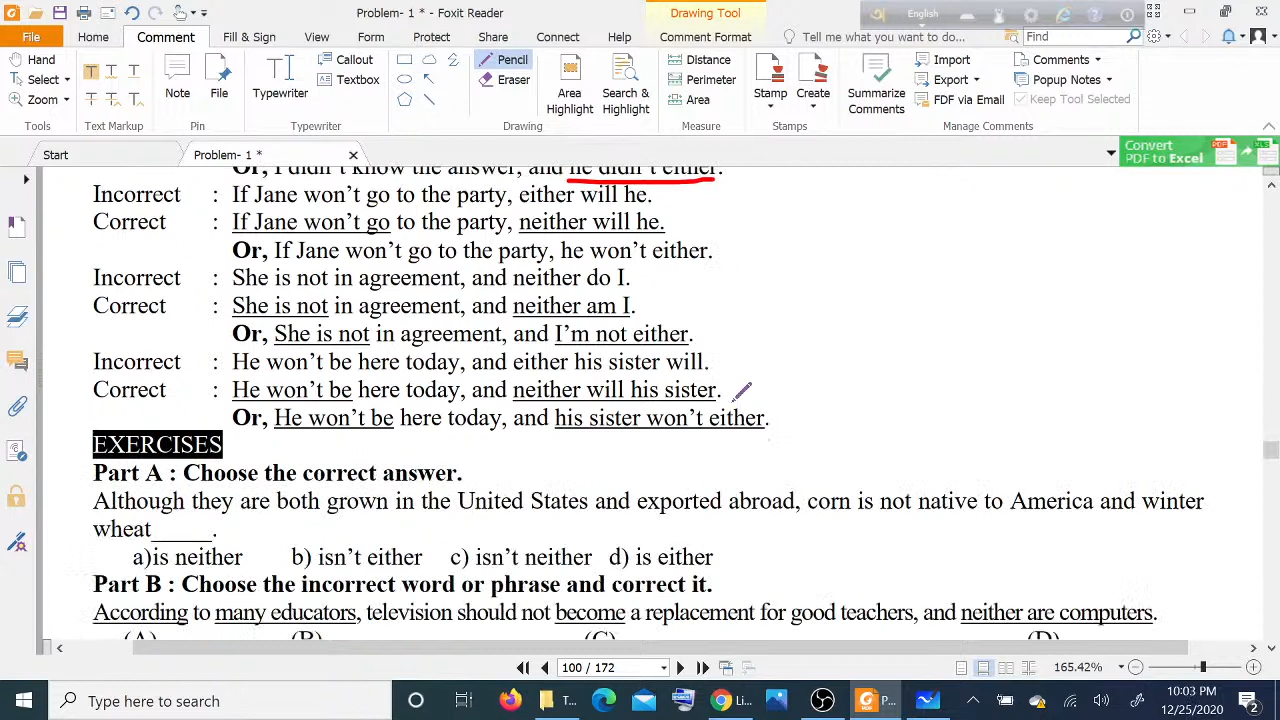 Problem- 1 * - Foxit Reader
Drawing Tool
English
File Home Comment Fill & Sign View Form Protect Share Connect Help Comment Format Tell me what you want to do... Find
Hand
Select
Zoom
Tools
Text Markup
Note
File
Pin
Typewriter
Callout
Textbox
Typewriter
Pencil
Eraser
Area Highlight
Search & Highlight
Drawing
Distance
Perimeter
Area
Measure
Stamp
Create
Stamps
Summarize Comments
Import
Export
FDF via Email
Comments
Popup Notes
Keep Tool Selected
Manage Comments
Start Problem- 1 *
Convert PDF to Excel
Or, I didn't know the answer, and he didn't either.
Incorrect : If Jane won't go to the party, either will he.
Correct : If Jane won't go to the party, neither will he.
Or, If Jane won't go to the party, he won't either.
Incorrect : She is not in agreement, and neither do I.
Correct : She is not in agreement, and neither am I.
Or, She is not in agreement, and I'm not either.
Incorrect : He won't be here today, and either his sister will.
Correct : He won't be here today, and neither will his sister.
Or, He won't be here today, and his sister won't either.
EXERCISES
Part A : Choose the correct answer.
Although they are both grown in the United States and exported abroad, corn is not native to America and winter
wheat_____.
a)is neither b) isn't either c) isn't neither d) is either
Part B : Choose the incorrect word or phrase and correct it.
According to many educators, television should not become a replacement for good teachers, and neither are computers.
(A) (B) (C) (D)
100 / 172
165.42%
Type here to search
T...
Li...
P...
10:03 PM
12/25/2020
2